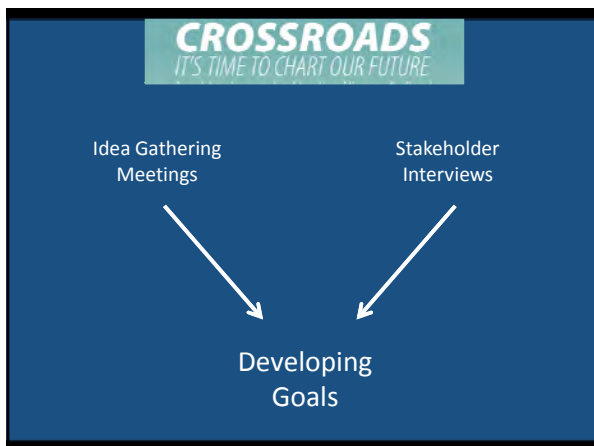 CROSSROADS
IT'S TIME TO CHART OUR FUTURE
Idea Gathering
Meetings
Stakeholder
Interviews
Developing
Goals